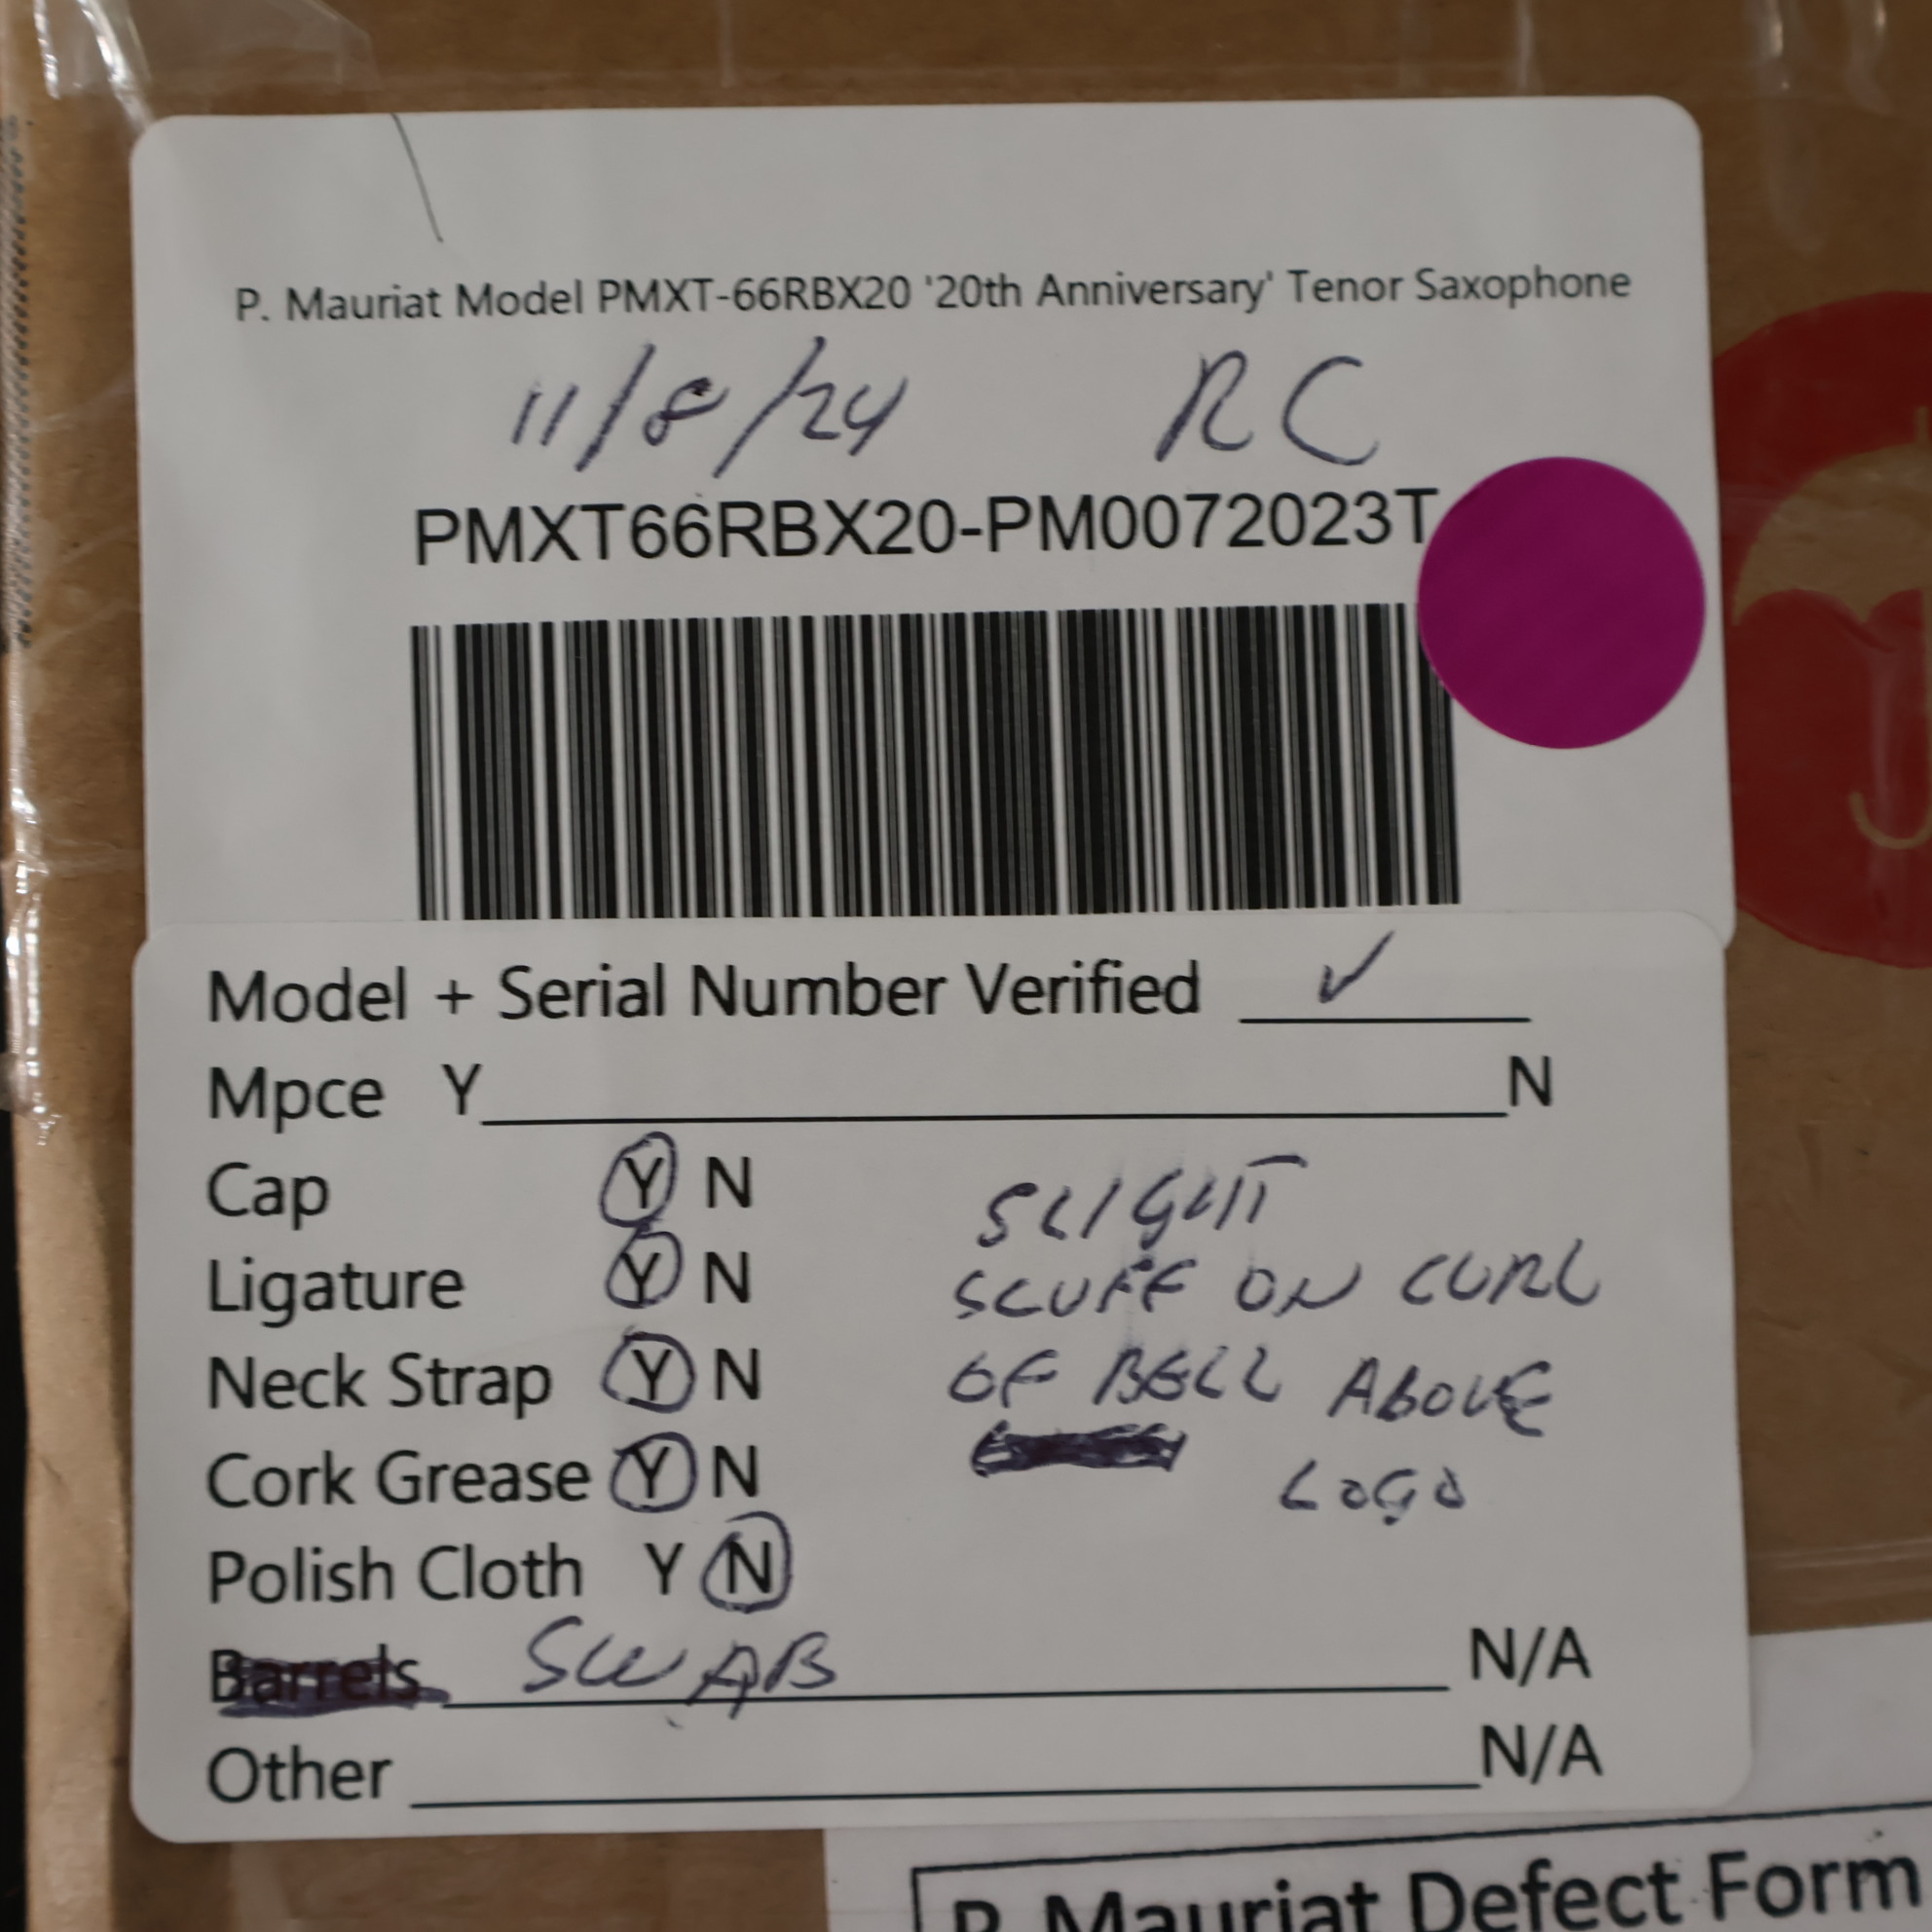 P. Mauriat Model PMXT-66RBX20 '20th Anniversary' Tenor Saxophone
11/8/24 RC
PMXT66RBX20-PM0072023T
Model + Serial Number Verified ✓
Mpce Y N
Cap Y N
SLIGHT
Ligature Y N
SCUFF ON CURL
Neck Strap Y N
OF BELL ABOVE
Cork Grease Y N
LOGO
Polish Cloth Y N
Barrels SWAB N/A
Other N/A
P. Mauriat Defect Form